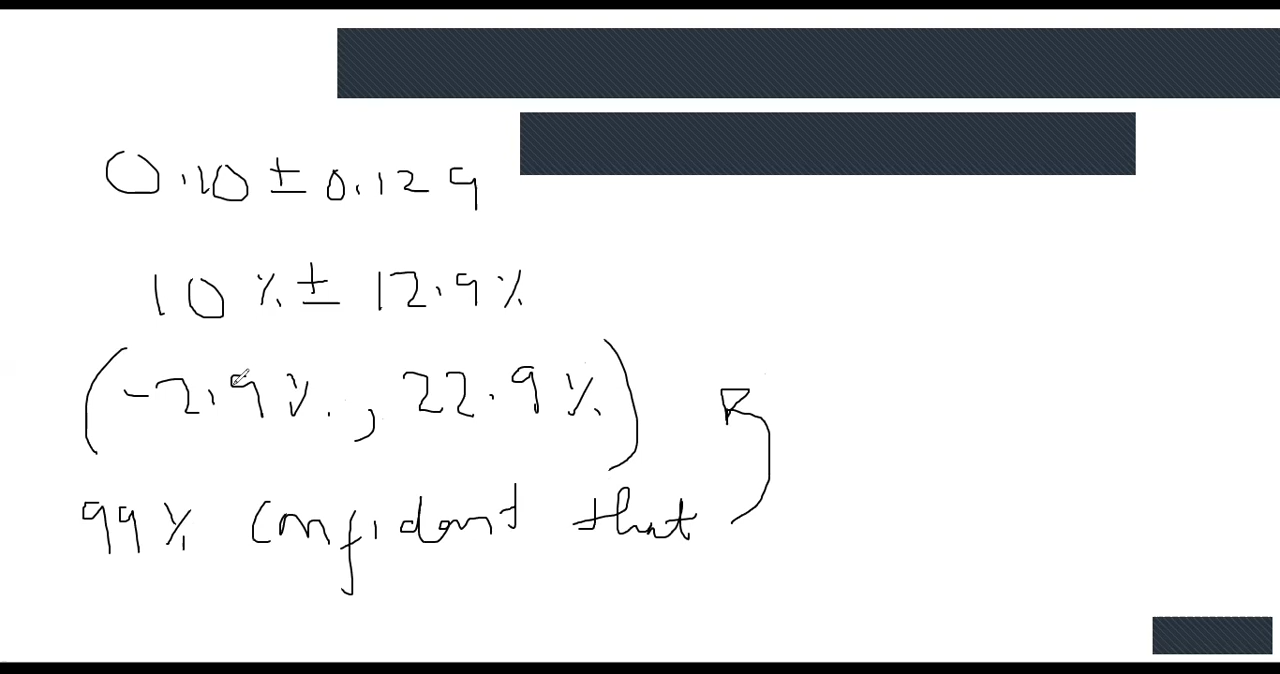 0.10 ± 0.129
10% ± 12.9%
(-2.9%, 22.9%)
99% confident that